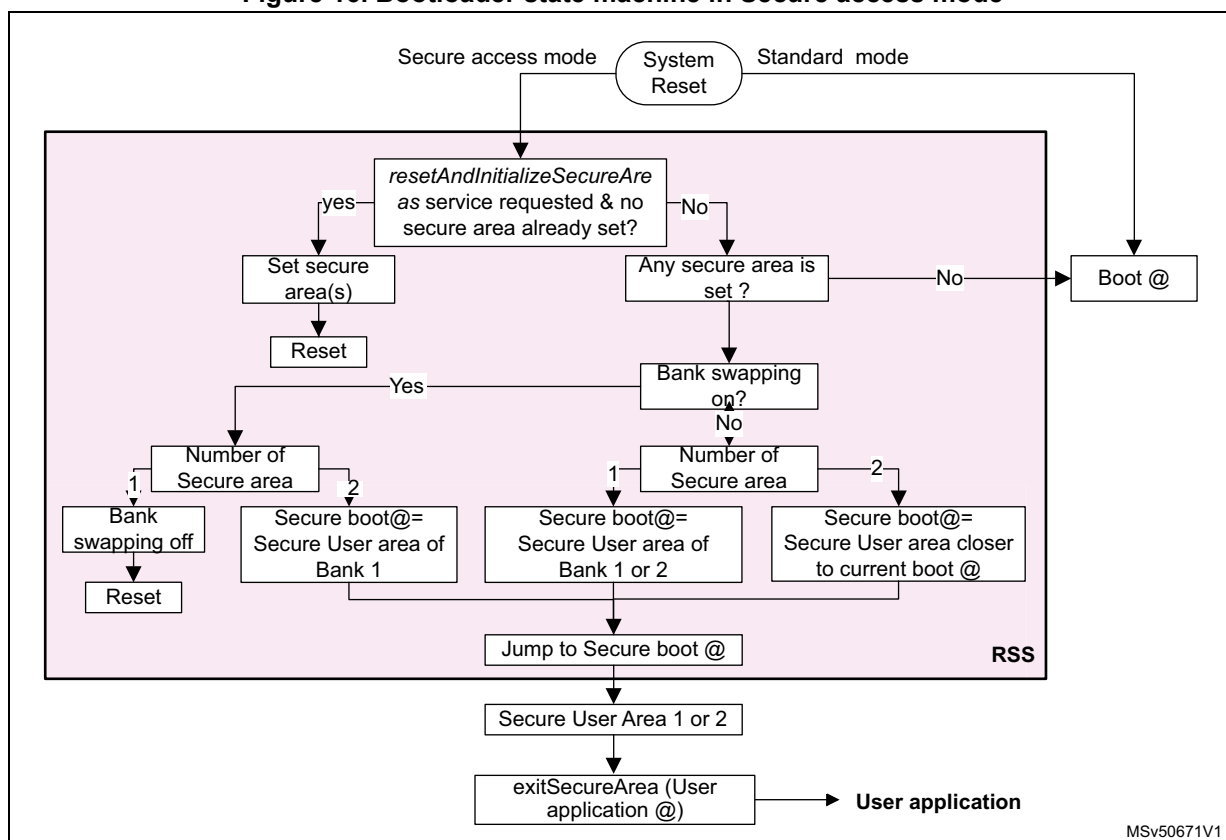 Figure Bootloader state machine in Secure access mode
Secure access mode
System
Reset
Standard mode
resetAndInitializeSecureAre
as service requested & no
secure area already set?
yes
No
Set secure
area(s)
Any secure area is
set ?
No
Boot @
Reset
Bank swapping
on?
Yes
No
Number of
Secure area
Number of
Secure area
1
2
1
2
Bank
swapping off
Secure boot@=
Secure User area of
Bank 1
Secure boot@=
Secure User area of
Bank 1 or 2
Secure boot@=
Secure User area closer
to current boot @
Reset
Jump to Secure boot @
RSS
Secure User Area 1 or 2
exitSecureArea (User
application @)
User application
MSv50671V1